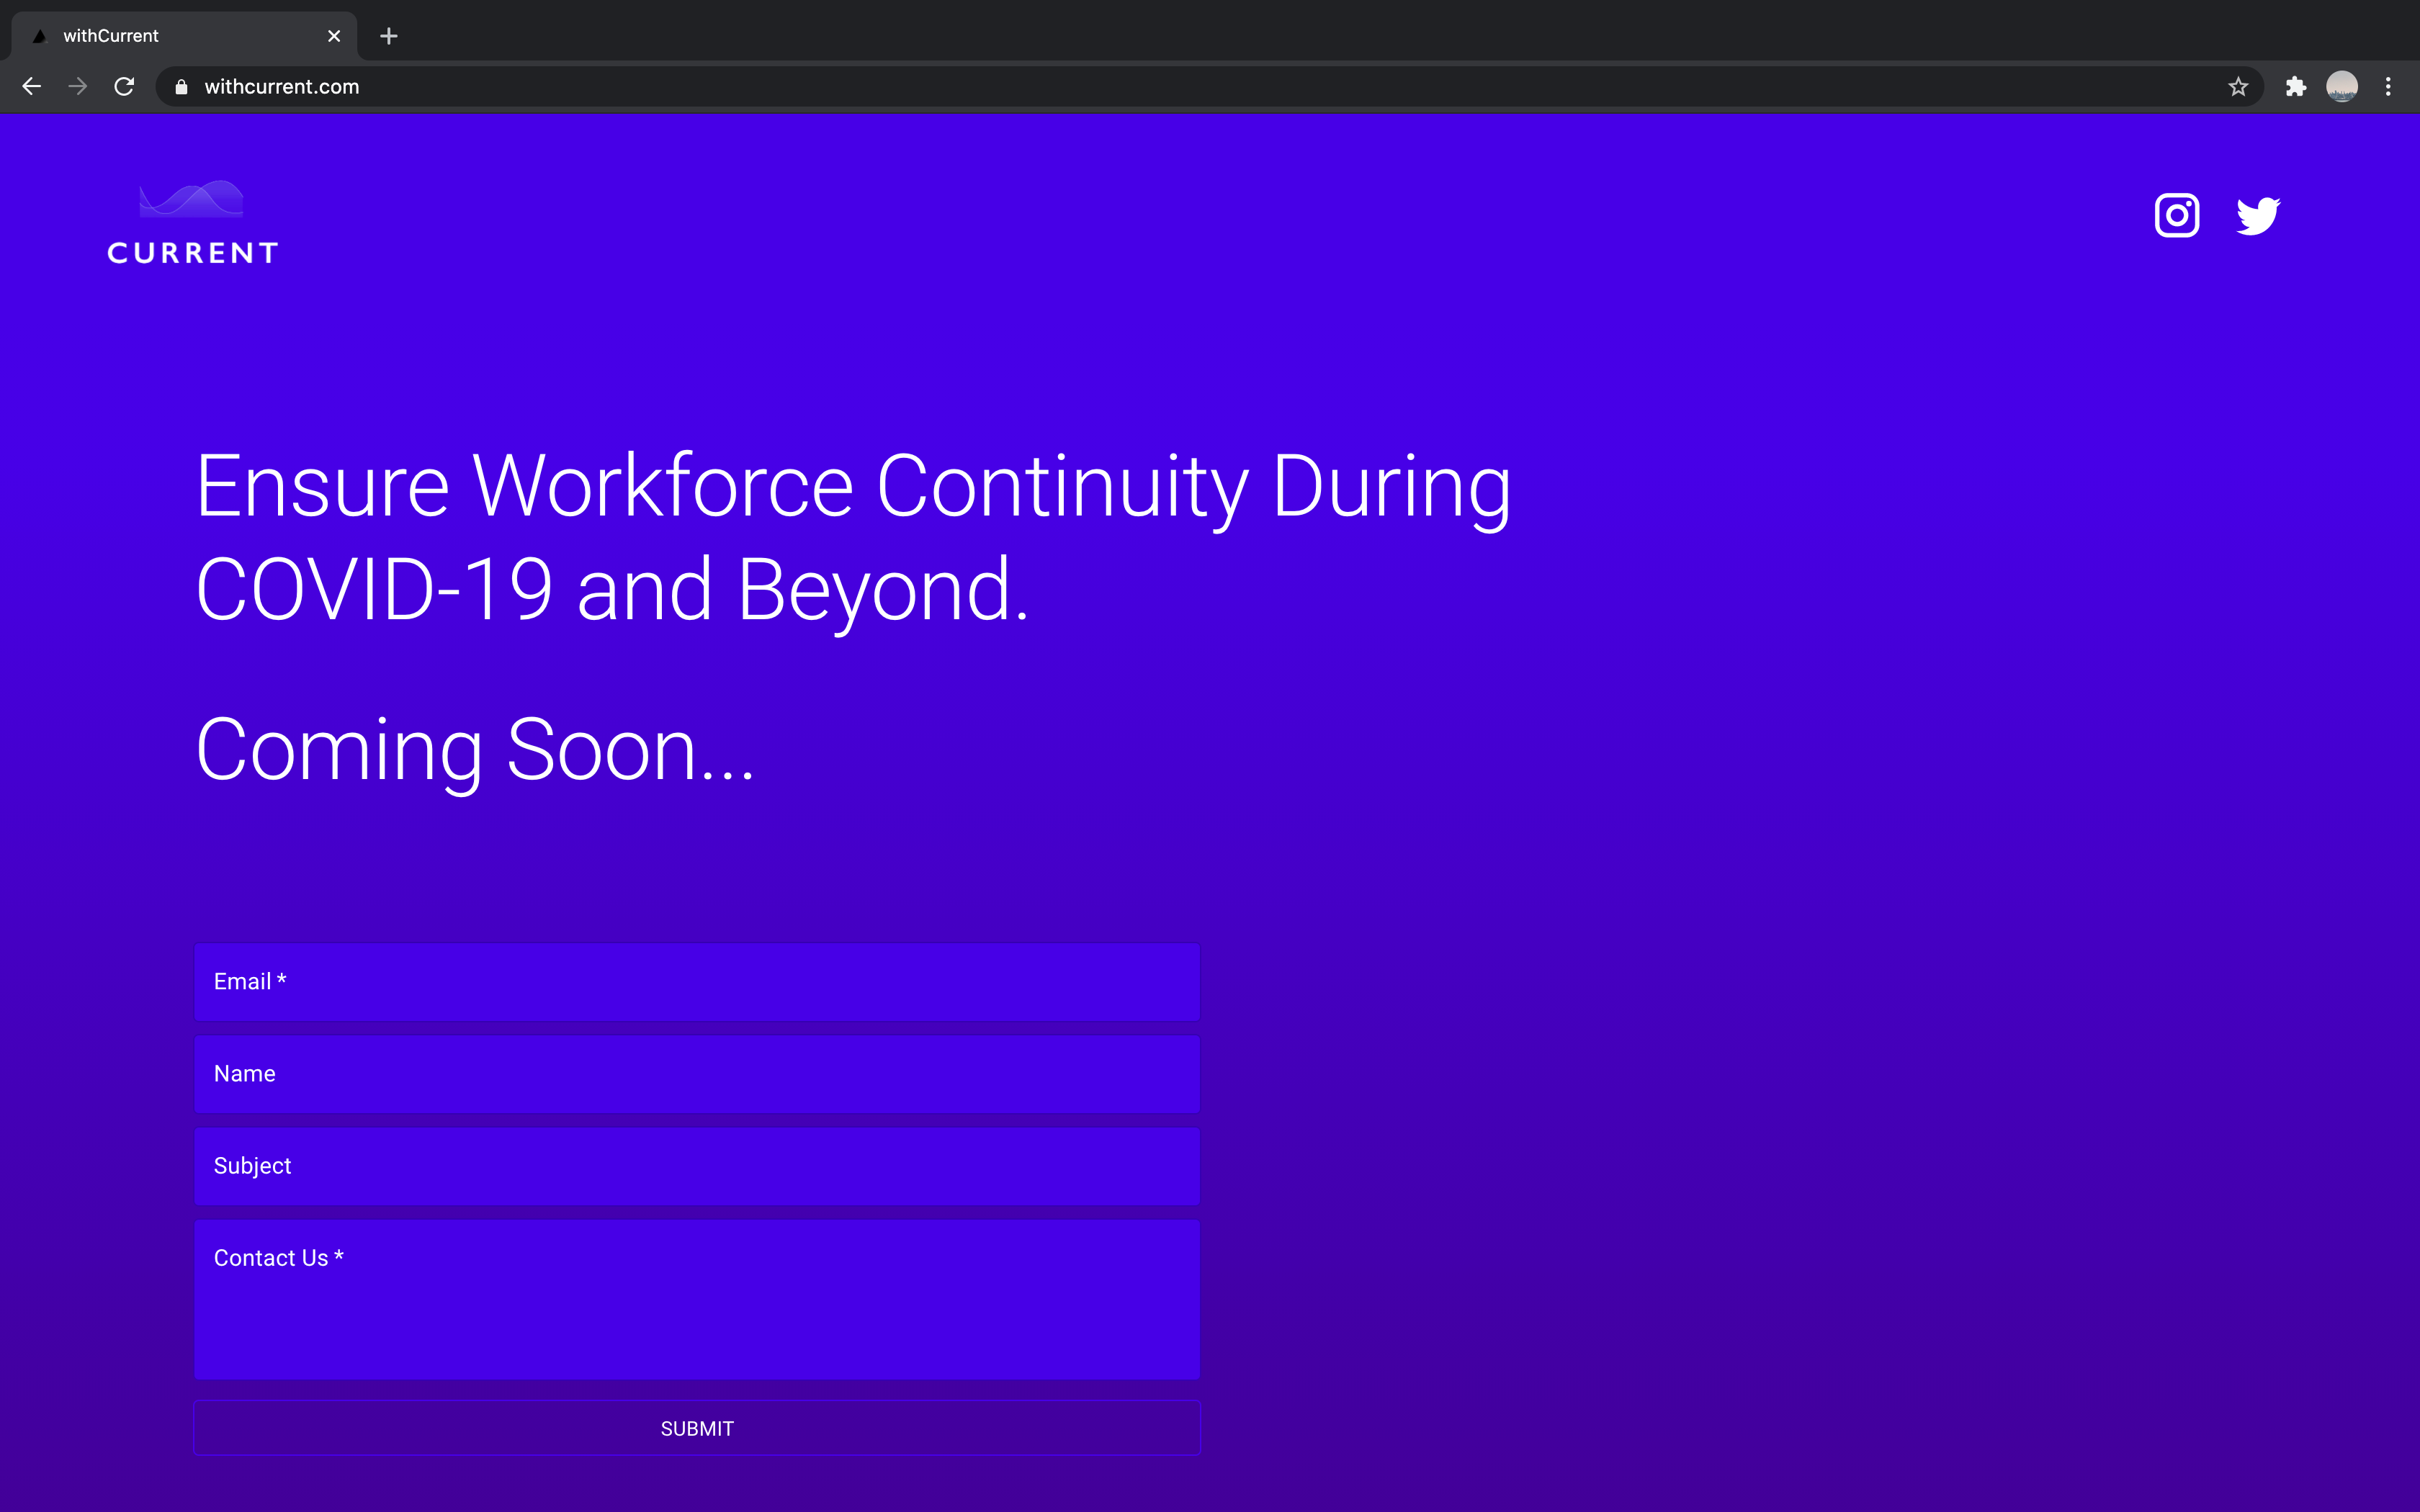 withCurrent
withcurrent.com
CURRENT
Ensure Workforce Continuity During
COVID-19 and Beyond.
Coming Soon...
Email *
Name
Subject
Contact Us *
SUBMIT